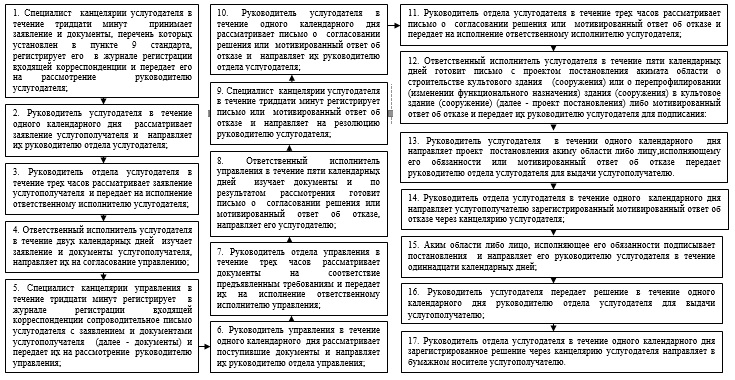 1. Специалист канцелярии услугодателя в
течение тридцати минут принимает
заявление и документы, перечень которых
установлен в пункте 9 стандарта,
регистрирует его в журнале регистрации
входящей корреспонденции и передает его
на рассмотрение руководителю
услугодателя;
2. Руководитель услугодателя в течение
одного календарного дня рассматривает
заявление услугополучателя и направляет
их руководителю отдела услугодателя;
3. Руководитель отдела услугодателя в
течение трех часов рассматривает заявление
услугополучателя и передает на исполнение
ответственному исполнителю услугодателя;
4. Ответственный исполнитель услугодателя
в течение двух календарных дней изучает
заявление и документы услугополучателя,
направляет их на согласование управлению;
5. Специалист канцелярии управления в
течение тридцати минут регистрирует в
журнале регистрации входящей
корреспонденции сопроводительное письмо
услугодателя с заявлением и документами
услугополучателя (далее - документы) и
передает их на рассмотрение руководителю
управления;
6. Руководитель управления в течение
одного календарного дня рассматривает
поступившие документы и направляет
их руководителю отдела управления;
7. Руководитель отдела управления в
течение трех часов рассматривает
документы на соответствие
предъявленным требованиям и передает
их на исполнение ответственному
исполнителю управления;
8. Ответственный исполнитель
управления в течение пяти календарных
дней изучает документы и по
результатом рассмотрения готовит
письмо о согласовании решения или
мотивированный ответ об отказе,
направляет его услугодателю;
9. Специалист канцелярии услугодателя
в течение тридцати минут регистрирует
письмо или мотивированный ответ об
отказе и направляет на резолюцию
руководителю услугодателя;
10. Руководитель услугодателя в
течение одного календарного дня
рассматривает письмо о согласовании
решения или мотивированный ответ об
отказе и направляет их руководителю
отдела услугодателя;
11. Руководитель отдела услугодателя в течение трех часов рассматривает
письмо о согласовании решения или мотивированный ответ об отказе и
передает на исполнение ответственному исполнителю услугодателя;
12. Ответственный исполнитель услугодателя в течение пяти календарных
дней готовит письмо с проектом постановления акимата области о
строительстве культового здания (сооружения) или о перепрофилировании
(изменении функционального назначения) здания (сооружения) в культовое
здание (сооружение) (далее - проект постановления) либо мотивированный
ответ об отказе и передает их руководителю услугодателя для подписания:
13. Руководитель услугодателя в течении одного календарного дня
направляет проект постановления акиму области либо лицу,исполняющему
его обязанности или мотивированный ответ об отказе передает
руководителю отдела услугодателя для выдачи услугополучателю.
14. Руководитель отдела услугодателя в течение одного календарного дня
направляет услугополучателю зарегистрированный мотивированный ответ об
отказе через канцелярию услугодателя;
15. Аким области либо лицо, исполняющее его обязанности подписывает
постановления и направляет его руководителю услугодателя в течение
одиннадцати календарных дней;
16. Руководитель услугодателя передает решение в течение одного
календарного дня руководителю отдела услугодателя для выдачи
услугополучателю;
17. Руководитель отдела услугодателя в течение одного календарного дня
зарегистрированное решение через канцелярию услугодателя направляет в
бумажном носителе услугополучателю.